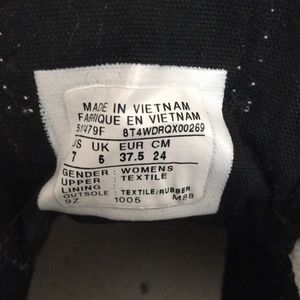 MADE IN VIETNAM
FABRIQUE EN VIETNAM
51479F 8T4WDRQX00269
US UK EUR CM
7 5 37.5 24
GENDER : WOMENS
UPPER : TEXTILE
LINING :
OUTSOLE : TEXTILE/RUBBER
9Z 1005 M88